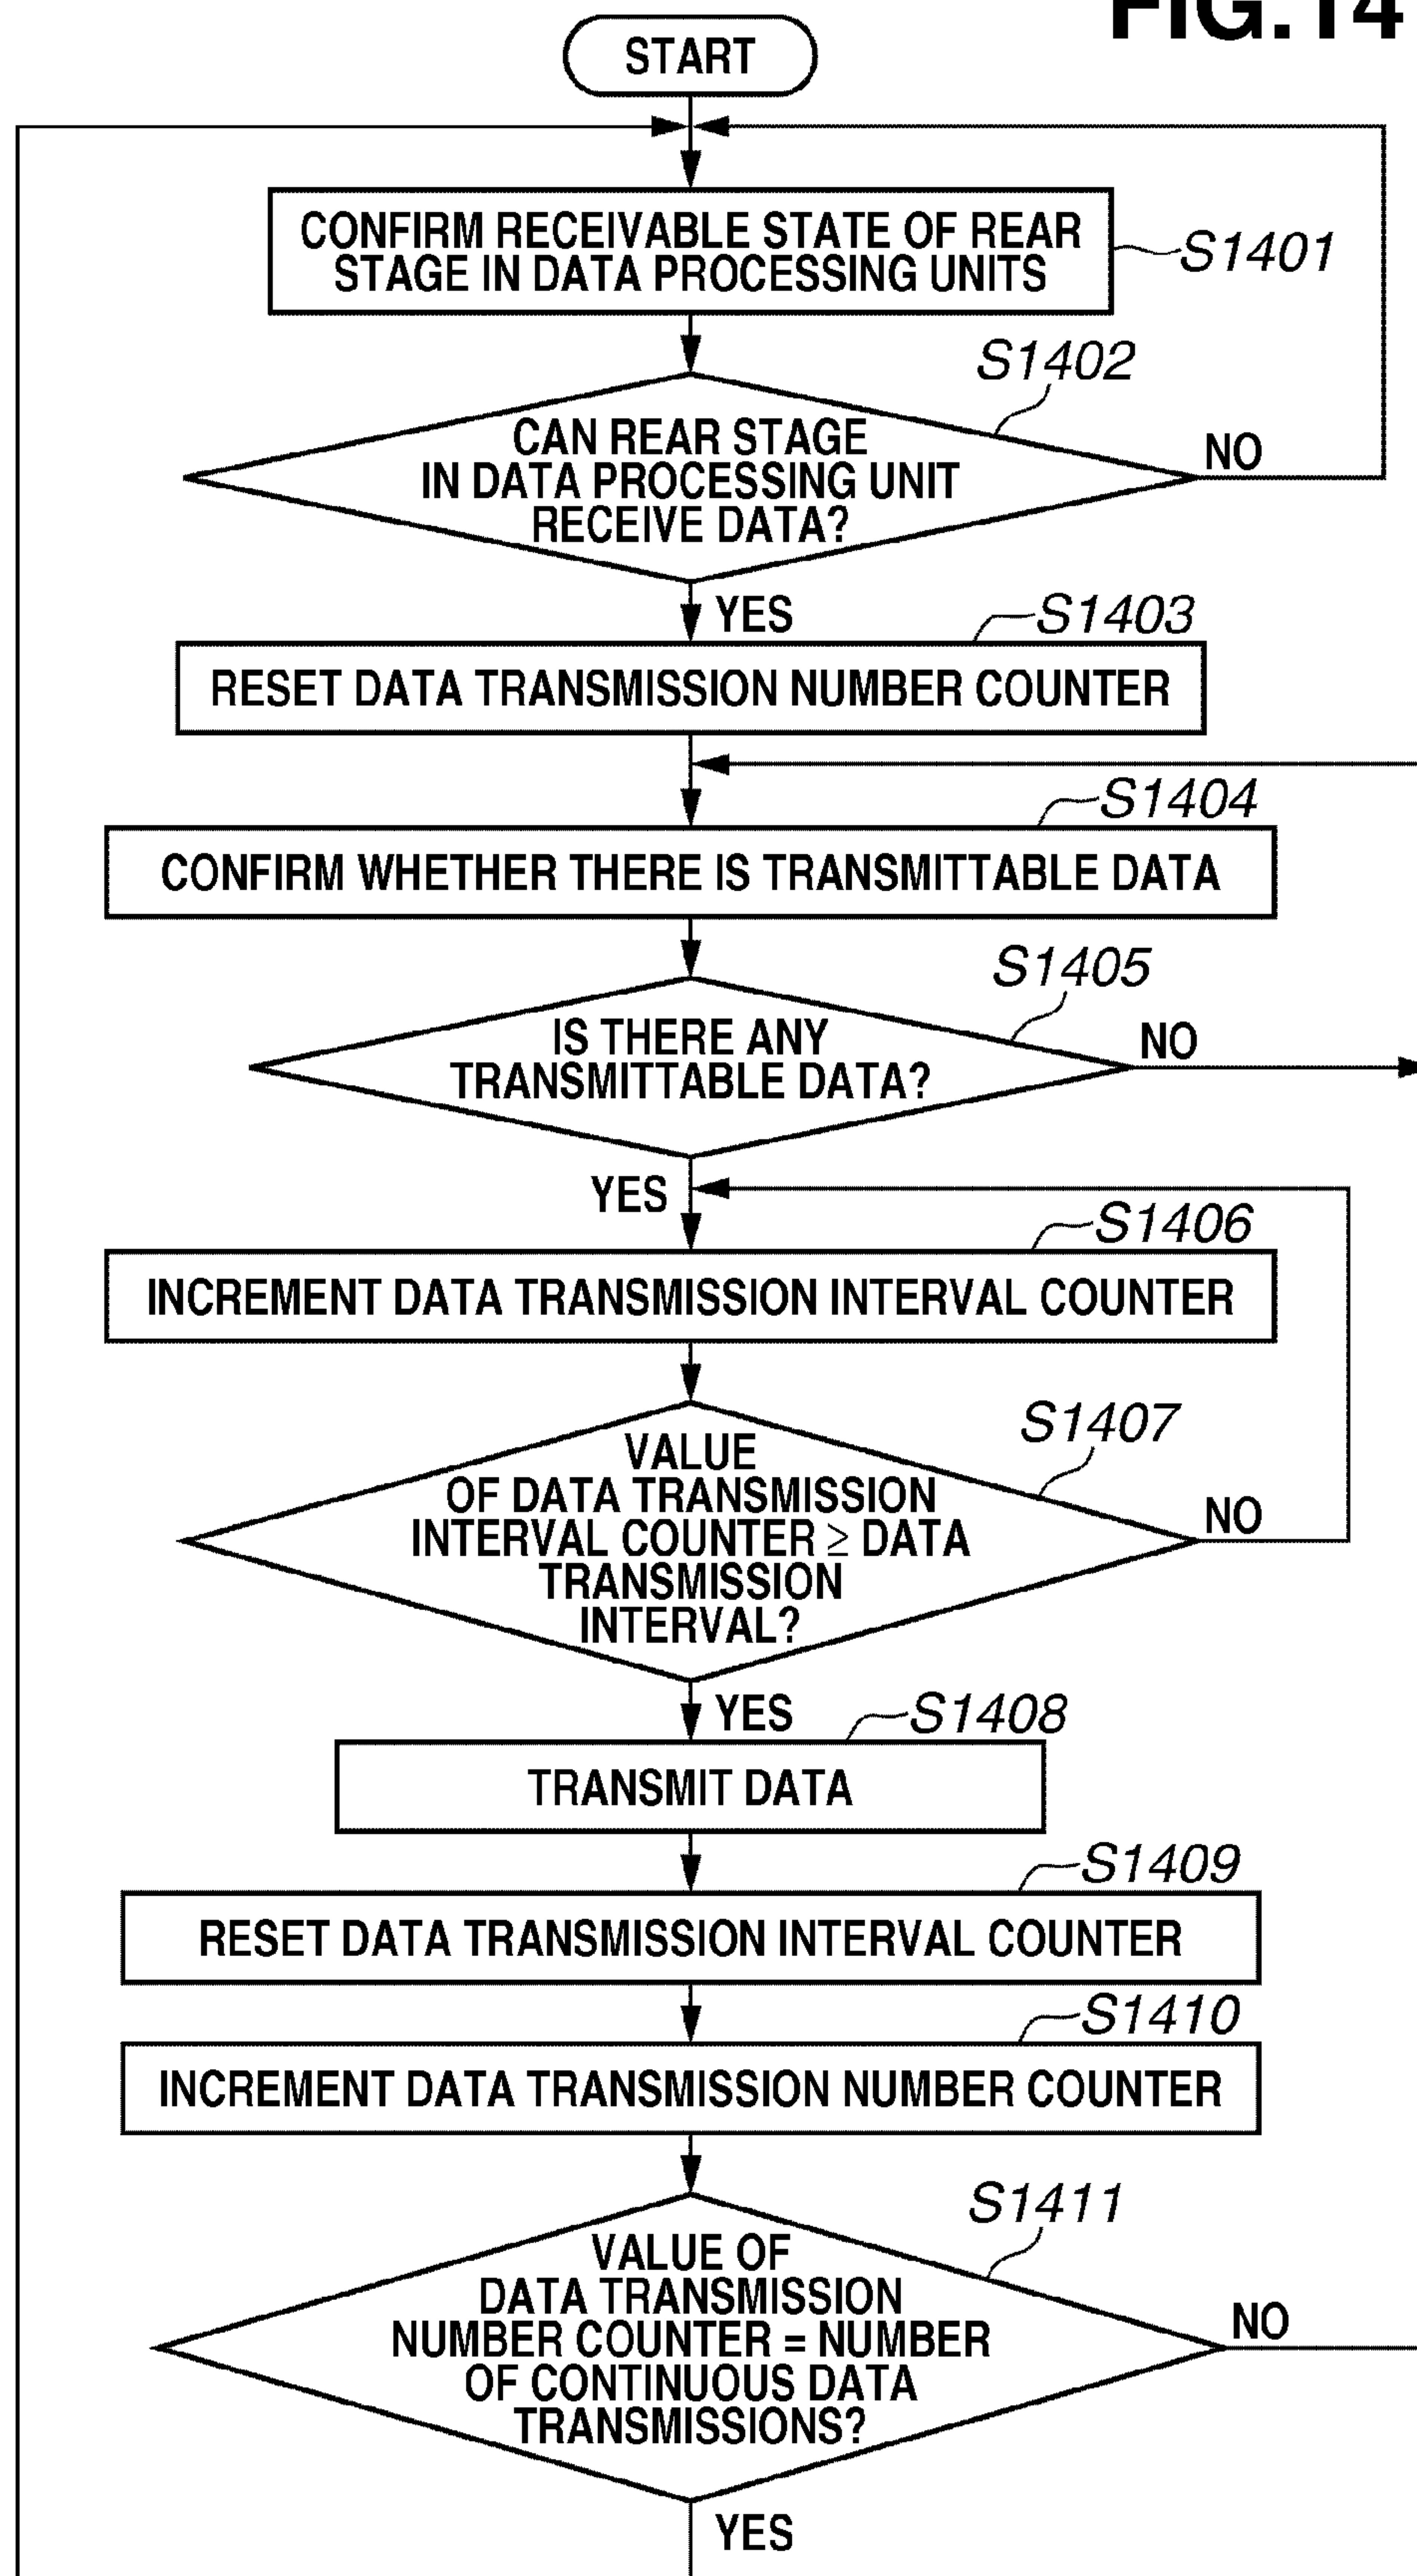 FIG.14
START
CONFIRM RECEIVABLE STATE OF REAR
STAGE IN DATA PROCESSING UNITS
S1401
S1402
CAN REAR STAGE
IN DATA PROCESSING UNIT
RECEIVE DATA?
NO
YES
S1403
RESET DATA TRANSMISSION NUMBER COUNTER
S1404
CONFIRM WHETHER THERE IS TRANSMITTABLE DATA
S1405
IS THERE ANY
TRANSMITTABLE DATA?
NO
YES
S1406
INCREMENT DATA TRANSMISSION INTERVAL COUNTER
S1407
VALUE
OF DATA TRANSMISSION
INTERVAL COUNTER ≥ DATA
TRANSMISSION
INTERVAL?
NO
YES
S1408
TRANSMIT DATA
S1409
RESET DATA TRANSMISSION INTERVAL COUNTER
S1410
INCREMENT DATA TRANSMISSION NUMBER COUNTER
S1411
VALUE OF
DATA TRANSMISSION
NUMBER COUNTER = NUMBER
OF CONTINUOUS DATA
TRANSMISSIONS?
NO
YES